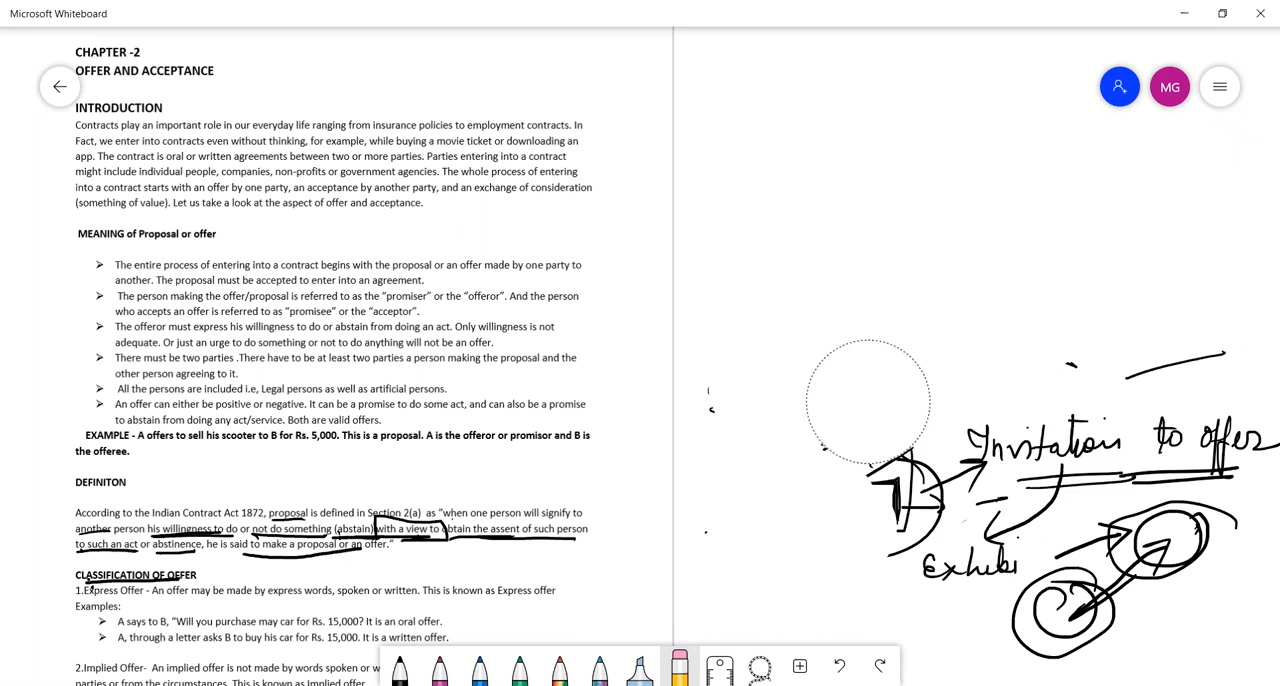 Microsoft Whiteboard
CHAPTER -2
OFFER AND ACCEPTANCE
INTRODUCTION
Contracts play an important role in our everyday life ranging from insurance policies to employment contracts. In
Fact, we enter into contracts even without thinking, for example, while buying a movie ticket or downloading an
app. The contract is oral or written agreements between two or more parties. Parties entering into a contract
might include individual people, companies, non-profits or government agencies. The whole process of entering
into a contract starts with an offer by one party, an acceptance by another party, and an exchange of consideration
(something of value). Let us take a look at the aspect of offer and acceptance.
MEANING of Proposal or offer
➢ The entire process of entering into a contract begins with the proposal or an offer made by one party to
another. The proposal must be accepted to enter into an agreement.
➢ The person making the offer/proposal is referred to as the “promiser” or the “offeror”. And the person
who accepts an offer is referred to as “promisee” or the “acceptor”.
➢ The offeror must express his willingness to do or abstain from doing an act. Only willingness is not
adequate. Or just an urge to do something or not to do anything will not be an offer.
➢ There must be two parties .There have to be at least two parties a person making the proposal and the
other person agreeing to it.
➢ All the persons are included i.e, Legal persons as well as artificial persons.
➢ An offer can either be positive or negative. It can be a promise to do some act, and can also be a promise
to abstain from doing any act/service. Both are valid offers.
EXAMPLE - A offers to sell his scooter to B for Rs. 5,000. This is a proposal. A is the offeror or promisor and B is
the offeree.
DEFINITON
According to the Indian Contract Act 1872, proposal is defined in Section 2(a) as “when one person will signify to
another person his willingness to do or not do something (abstain) with a view to obtain the assent of such person
to such an act or abstinence, he is said to make a proposal or an offer.”
CLASSIFICATION OF OFFER
1.Express Offer - An offer may be made by express words, spoken or written. This is known as Express offer
Examples:
➢ A says to B, “Will you purchase may car for Rs. 15,000? It is an oral offer.
➢ A, through a letter asks B to buy his car for Rs. 15,000. It is a written offer.
2.Implied Offer- An implied offer is not made by words spoken or w
parties or from the circumstances. This is known as Implied offer
MG
Invitation to offer
Exhibi